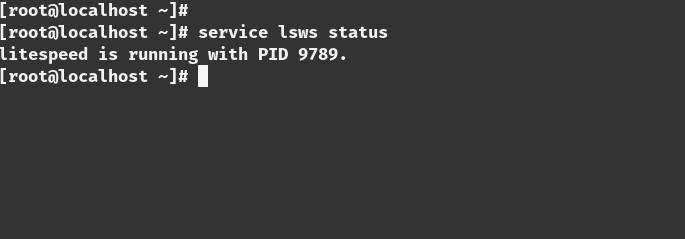 [root@localhost ~]#
[root@localhost ~]# service lsws status
litespeed is running with PID 9789.
[root@localhost ~]#